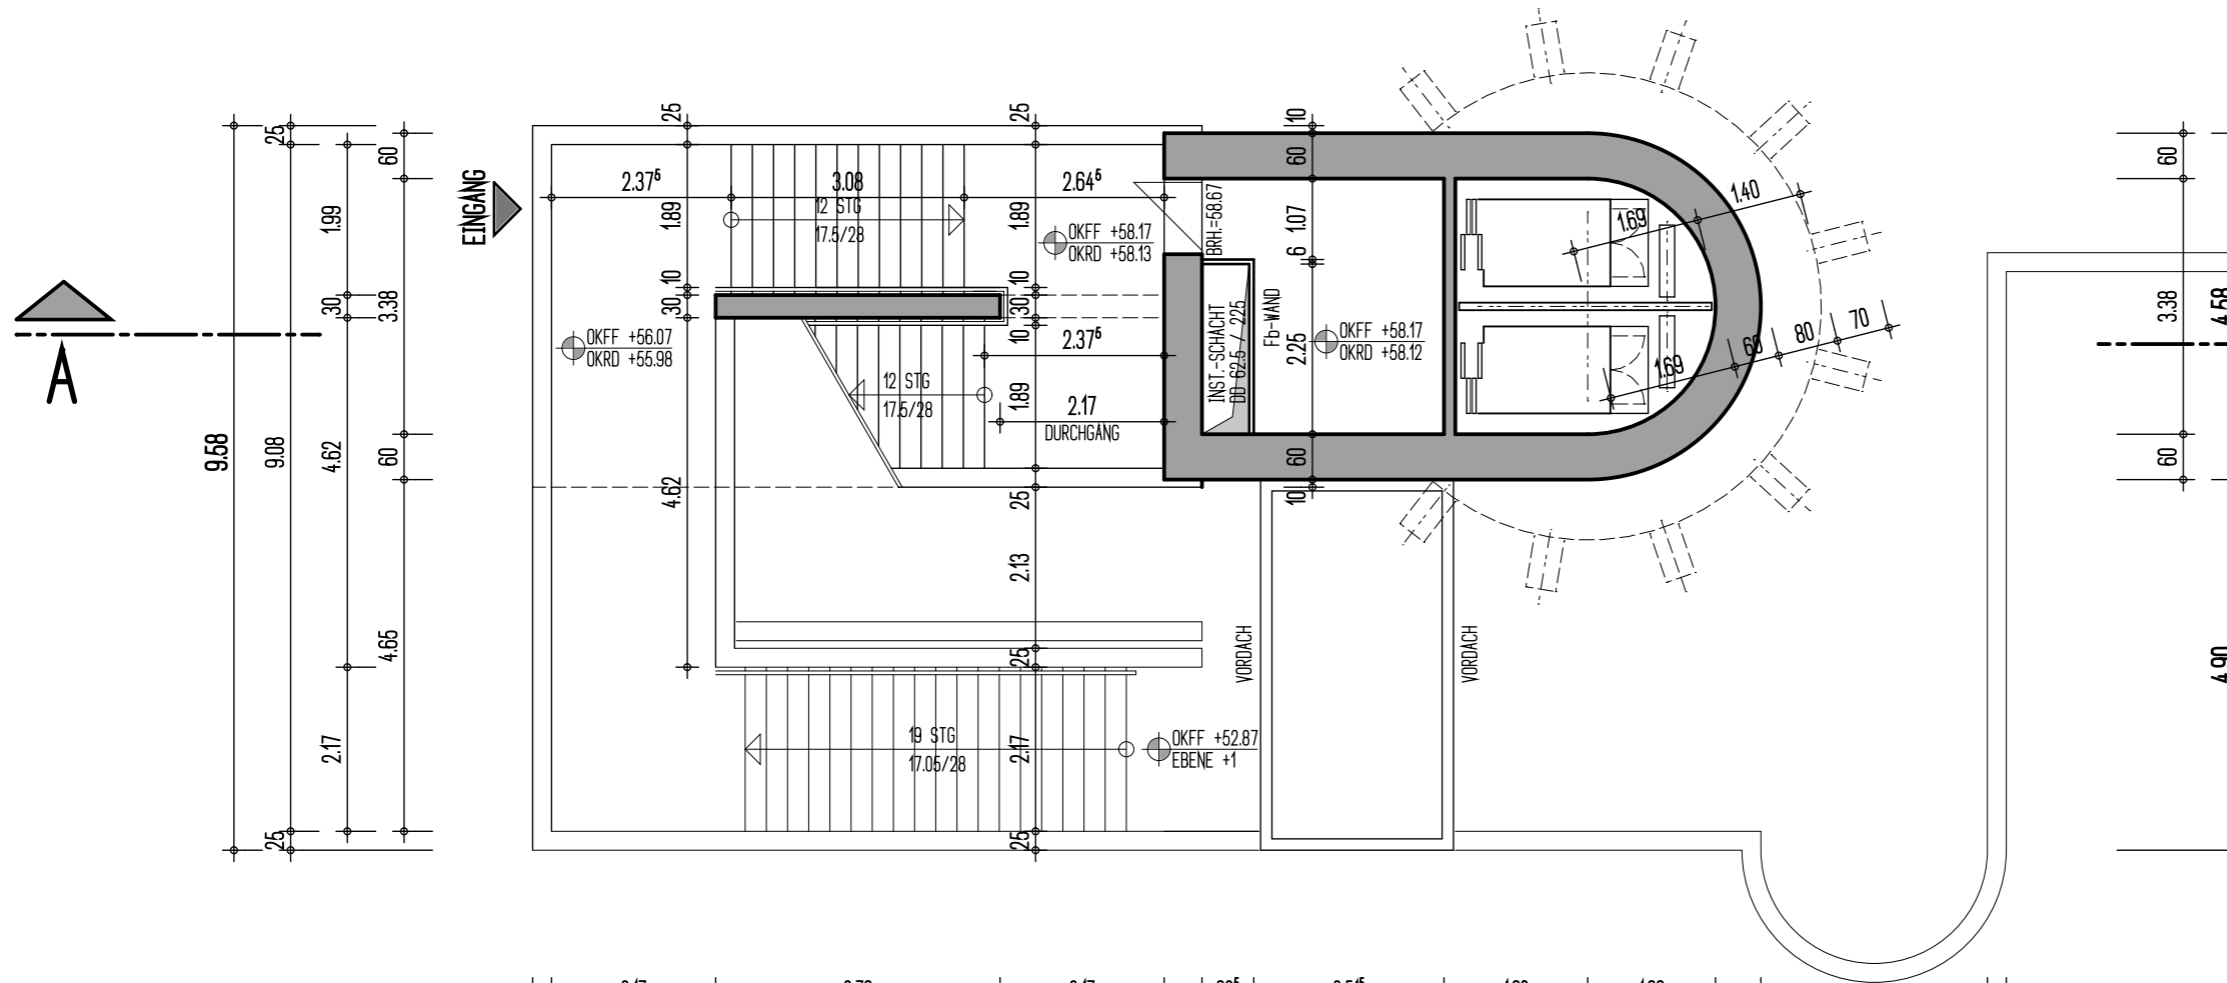 25
25
25
10
25
60
60
60
EINGANG
2.37⁵
3.08
2.64⁵
1.40
12 STG
17.5/28
1.99
1.89
1.89
OKFF +58.17
OKRD +58.13
BRH.=58.67
1.07
6
1.69
10
10
30
30
30
3.38
3.38
4.58
10
A
OKFF +56.07
OKRD +55.98
2.37⁵
INST.-SCHACHT
DD 62.5 / 225
Fb-WAND
2.25
OKFF +58.17
OKRD +58.12
1.69
60
80
70
12 STG
17.5/28
1.89
2.17
DURCHGANG
9.58
9.08
4.62
60
60
60
4.62
25
10
2.13
4.65
25
VORDACH
VORDACH
4.90
2.17
19 STG
17.05/28
2.17
OKFF +52.87
EBENE +1
25
25